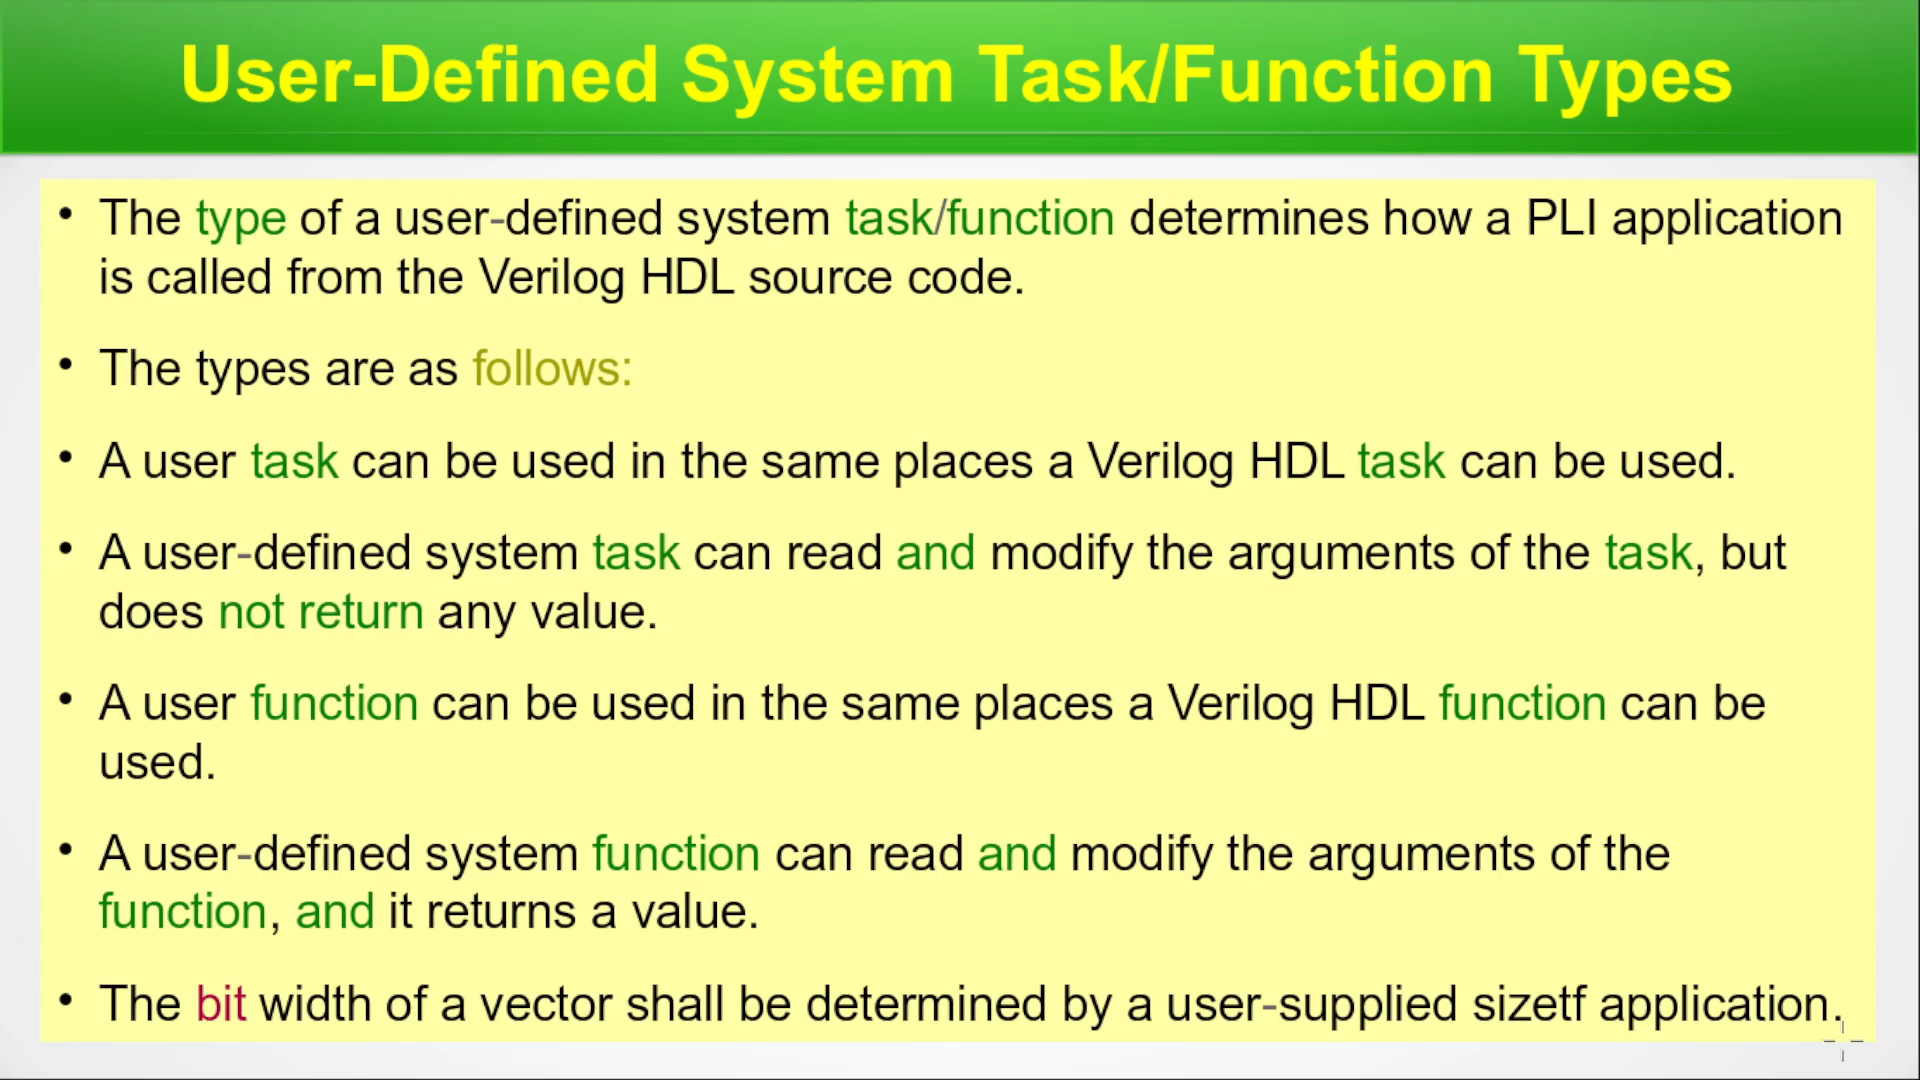 User-Defined System Task/Function Types
• The type of a user-defined system task/function determines how a PLI application
is called from the Verilog HDL source code.
• The types are as follows:
• A user task can be used in the same places a Verilog HDL task can be used.
• A user-defined system task can read and modify the arguments of the task, but
does not return any value.
• A user function can be used in the same places a Verilog HDL function can be
used.
• A user-defined system function can read and modify the arguments of the
function, and it returns a value.
• The bit width of a vector shall be determined by a user-supplied sizetf application.